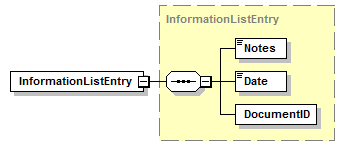 InformationListEntry
Notes
InformationListEntry
Date
DocumentID